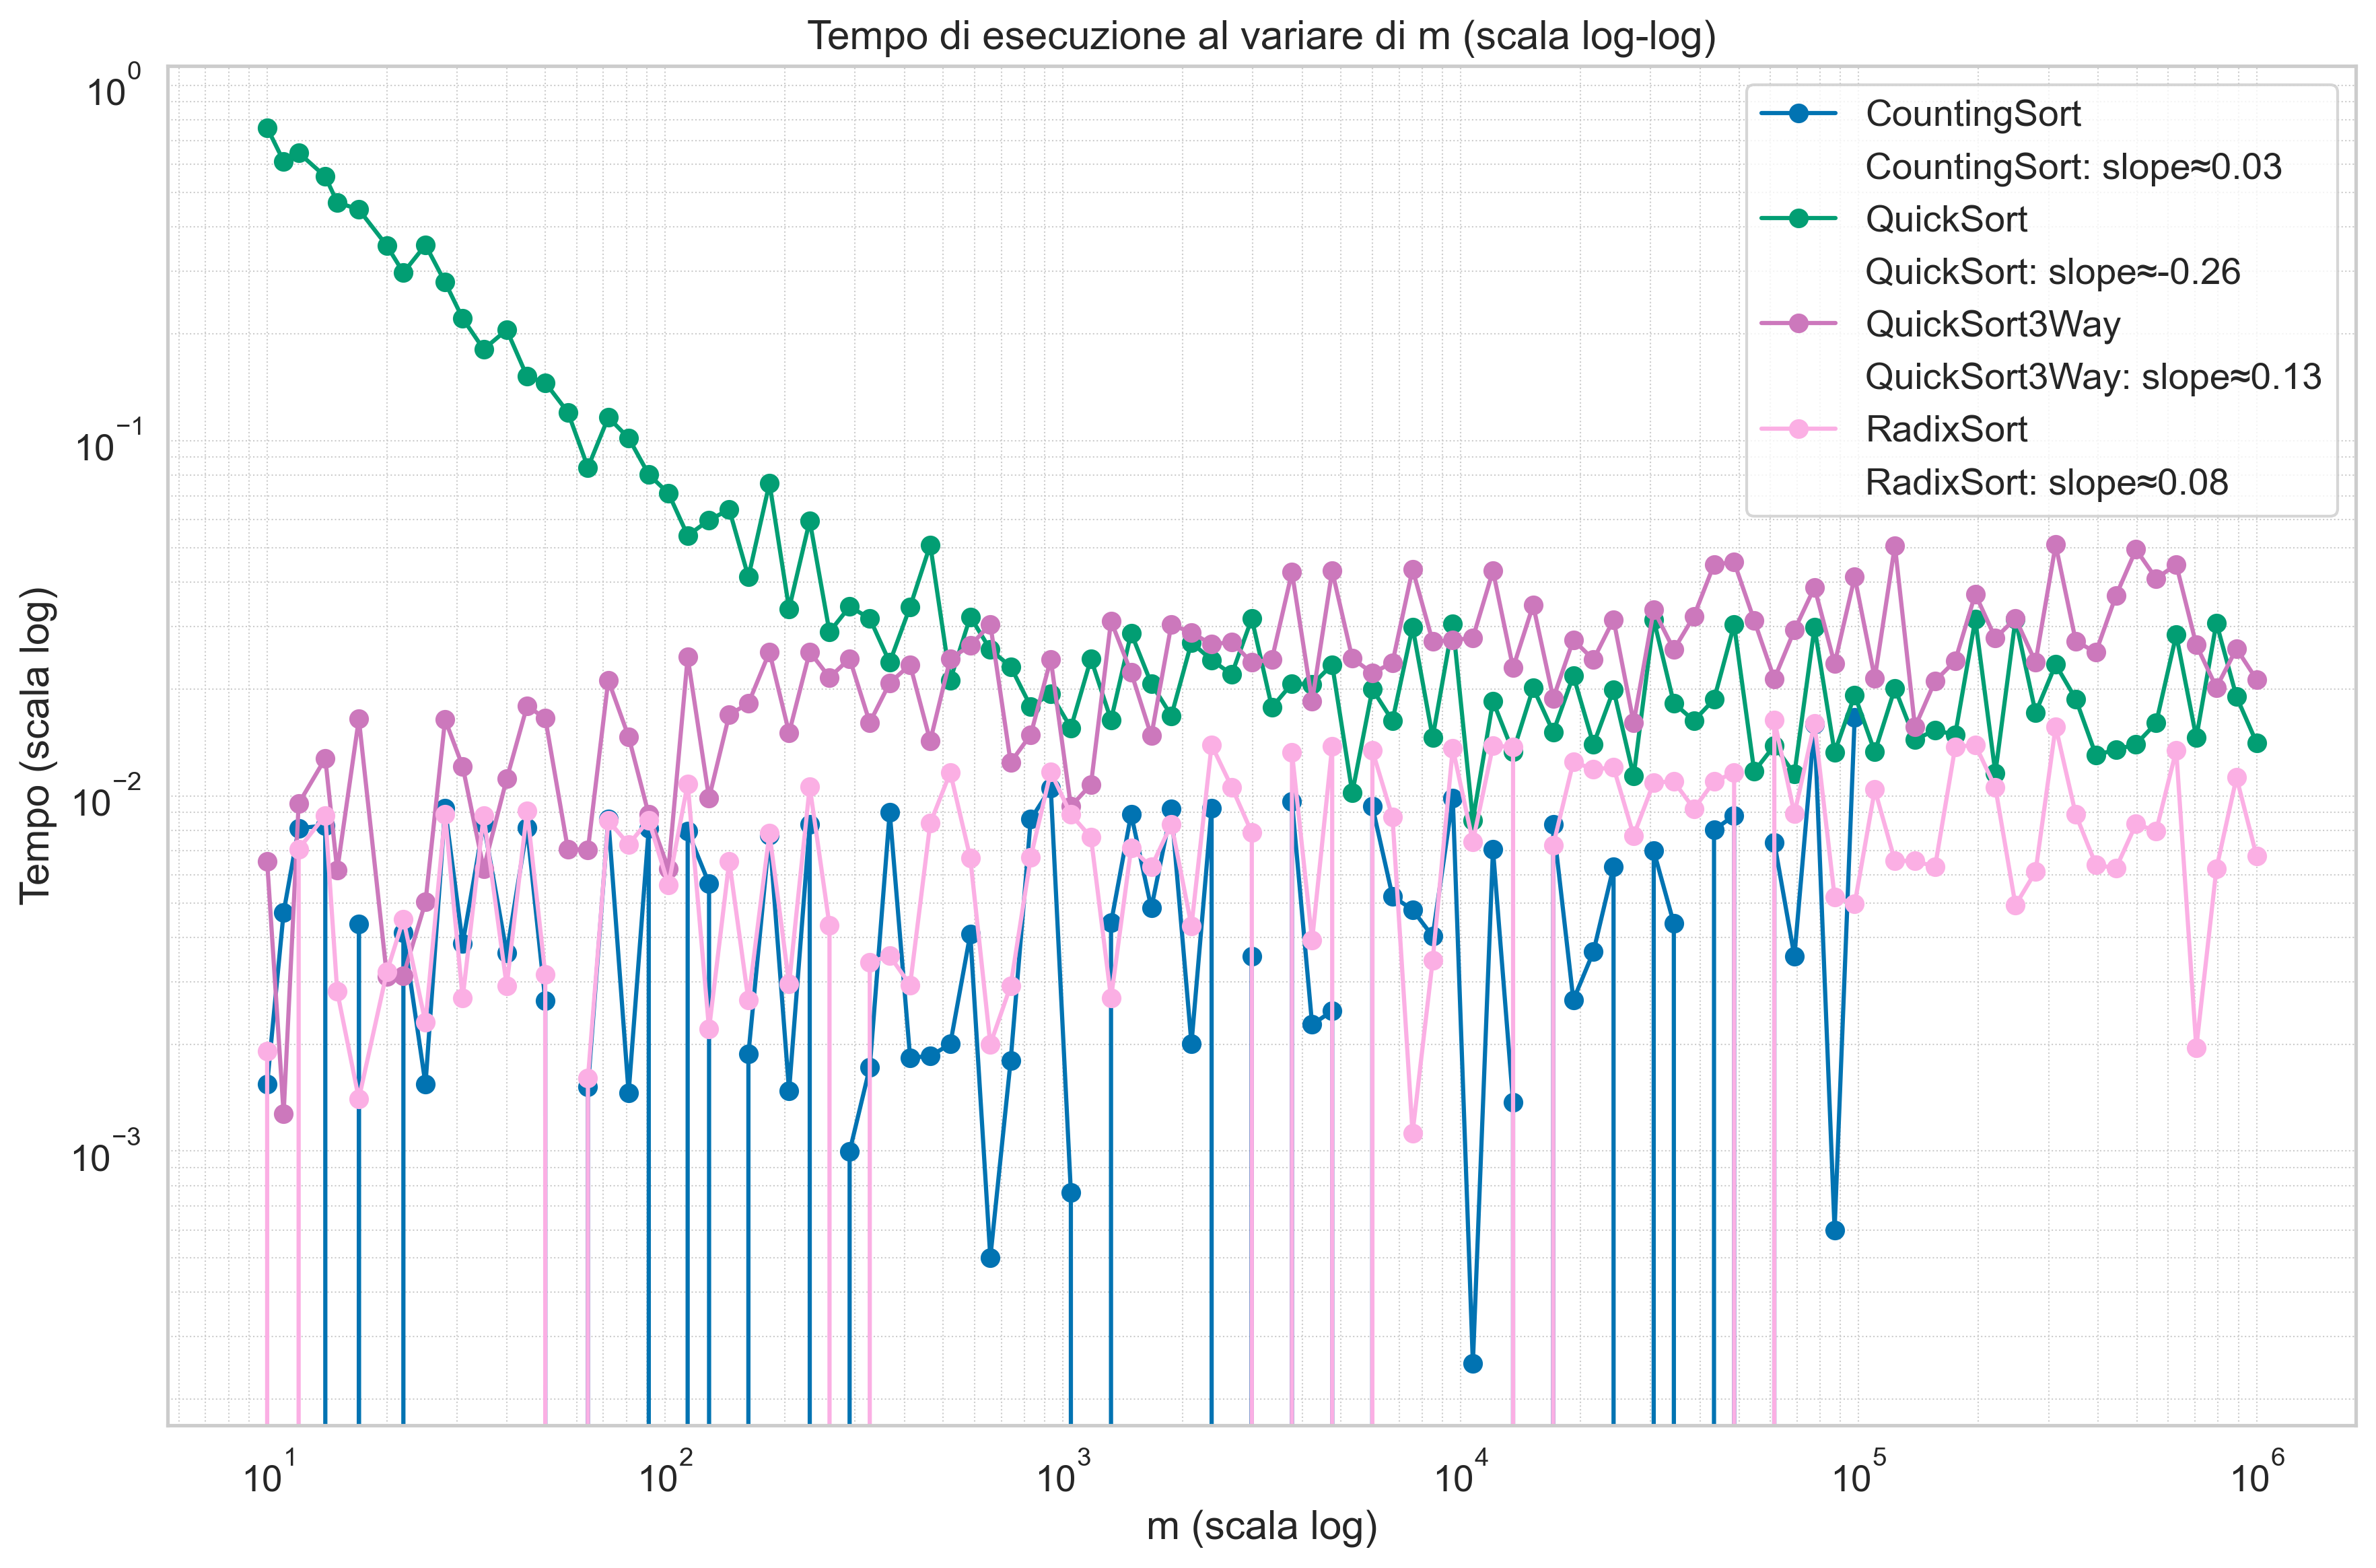 Tempo di esecuzione al variare di m (scala log-log)
CountingSort
CountingSort: slope≈0.03
QuickSort
QuickSort: slope≈-0.26
QuickSort3Way
QuickSort3Way: slope≈0.13
RadixSort
RadixSort: slope≈0.08
Tempo (scala log)
10^0
10^−1
10^−2
10^−3
10^1 10^2 10^3 10^4 10^5 10^6
m (scala log)